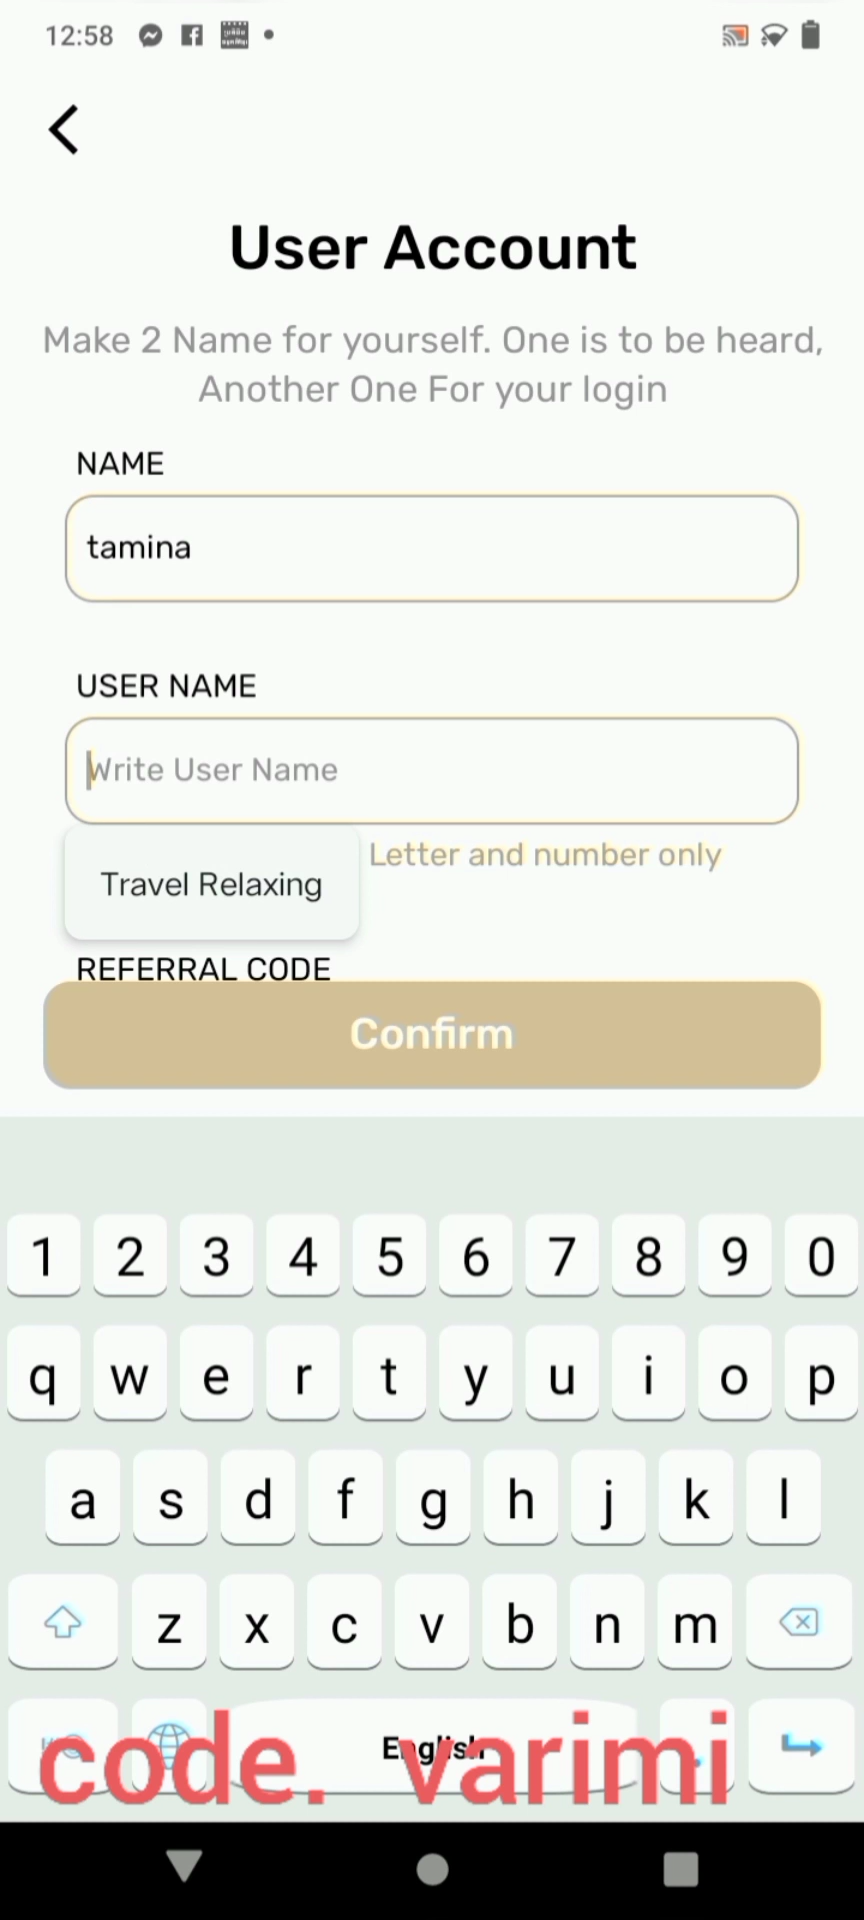 12:58
User Account
Make 2 Name for yourself. One is to be heard,
Another One For your login
NAME
tamina
USER NAME
Write User Name
Letter and number only
Travel Relaxing
REFERRAL CODE
Confirm
1 2 3 4 5 6 7 8 9 0
q w e r t y u i o p
a s d f g h j k l
z x c v b n m
English .
code. varimi